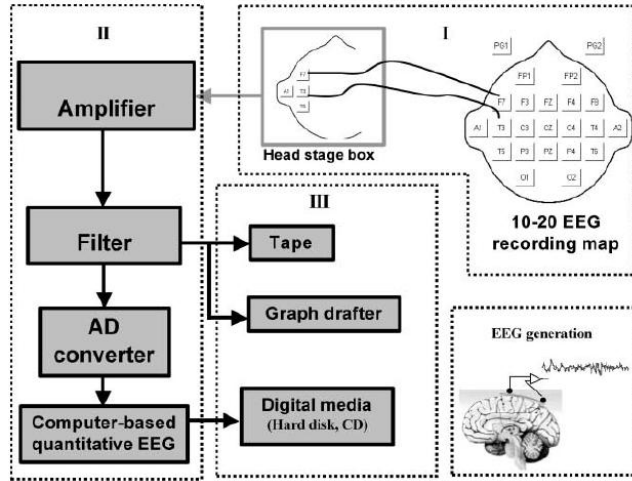 II
Amplifier
Filter
AD
converter
Computer-based
quantitative EEG
F7
A1 T3
T5
Head stage box
I
PG1 PG2
FP1 FP2
F7 F3 FZ F4 F8
A1 T3 C3 CZ C4 T4 A2
T5 P3 PZ P4 T6
O1 O2
10-20 EEG
recording map
III
Tape
Graph drafter
Digital media
(Hard disk, CD)
EEG generation